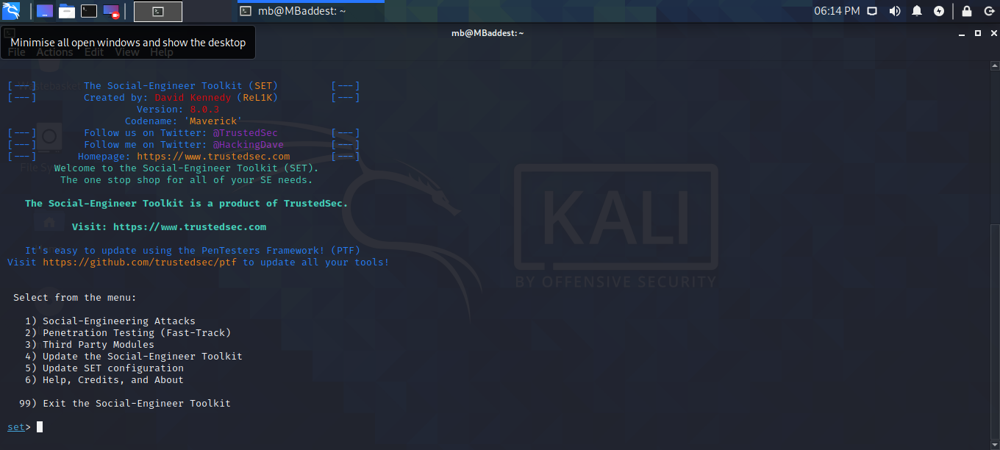 mb@MBaddest: ~
06:14 PM
mb@MBaddest: ~
Minimise all open windows and show the desktop
File Actions Edit View Help
[---] The Social-Engineer Toolkit (SET) [---]
[---] Created by: David Kennedy (ReL1K) [---]
Version: 8.0.3
Codename: 'Maverick'
[---] Follow us on Twitter: @TrustedSec [---]
[---] Follow me on Twitter: @HackingDave [---]
[---] Homepage: https://www.trustedsec.com [---]
Welcome to the Social-Engineer Toolkit (SET).
The one stop shop for all of your SE needs.
The Social-Engineer Toolkit is a product of TrustedSec.
Visit: https://www.trustedsec.com
It's easy to update using the PenTesters Framework! (PTF)
Visit https://github.com/trustedsec/ptf to update all your tools!
Select from the menu:
1) Social-Engineering Attacks
2) Penetration Testing (Fast-Track)
3) Third Party Modules
4) Update the Social-Engineer Toolkit
5) Update SET configuration
6) Help, Credits, and About
99) Exit the Social-Engineer Toolkit
set>
KALI
BY OFFENSIVE SECURITY